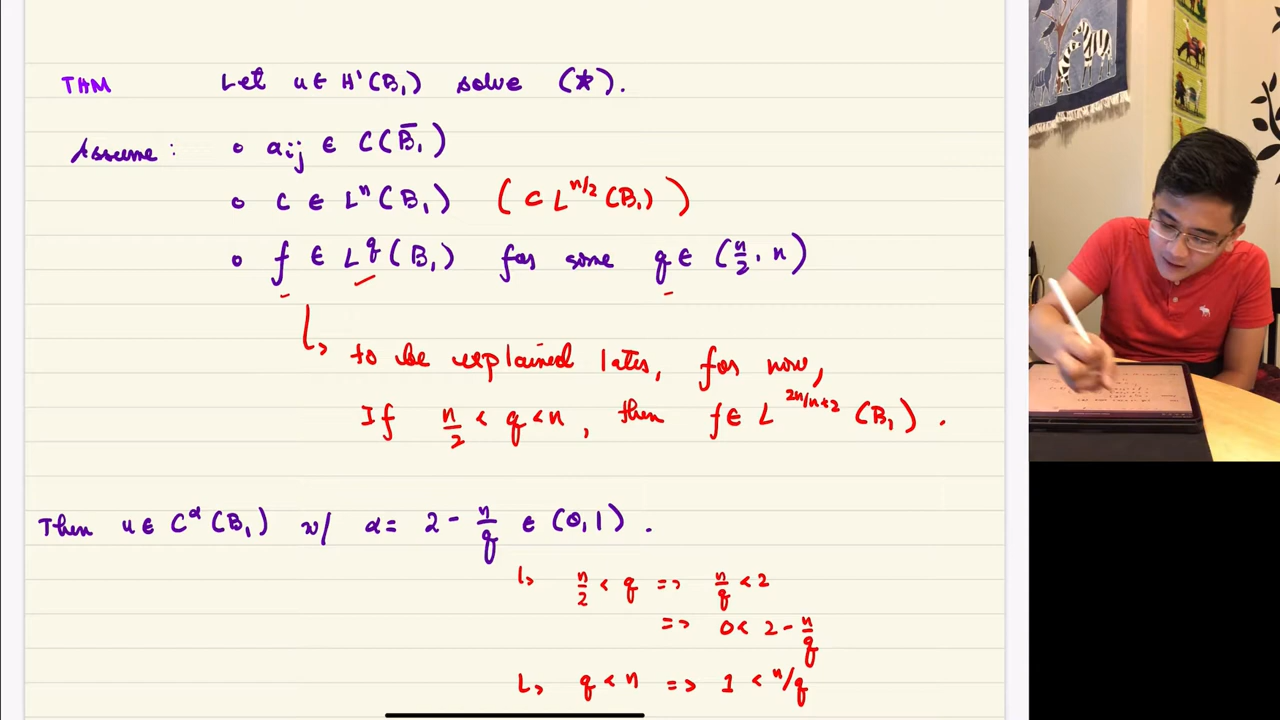 THM Let u ∈ H¹(B₁) solve (*).
Assume: ∘ aij ∈ C(B̄₁)
∘ c ∈ Lⁿ(B₁) (⊂ L^{n/2}(B₁))
∘ f ∈ L^q(B₁) for some q ∈ (n/2, n)
↳ to be explained later, for now,
If n/2 < q < n, then f ∈ L^{2n/n+2}(B₁).
Then u ∈ C^α(B₁) w/ α = 2 - n/q ∈ (0,1).
↳ n/2 < q => n/q < 2
=> 0 < 2 - n/q
↳ q < n => 1 < n/q